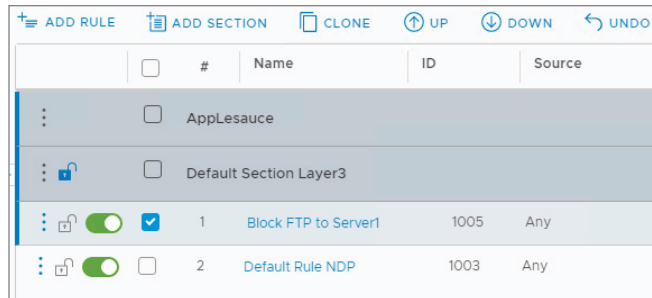 ADD RULE ADD SECTION CLONE UP DOWN UNDO
# Name ID Source
AppLesauce
Default Section Layer3
1 Block FTP to Server1 1005 Any
2 Default Rule NDP 1003 Any